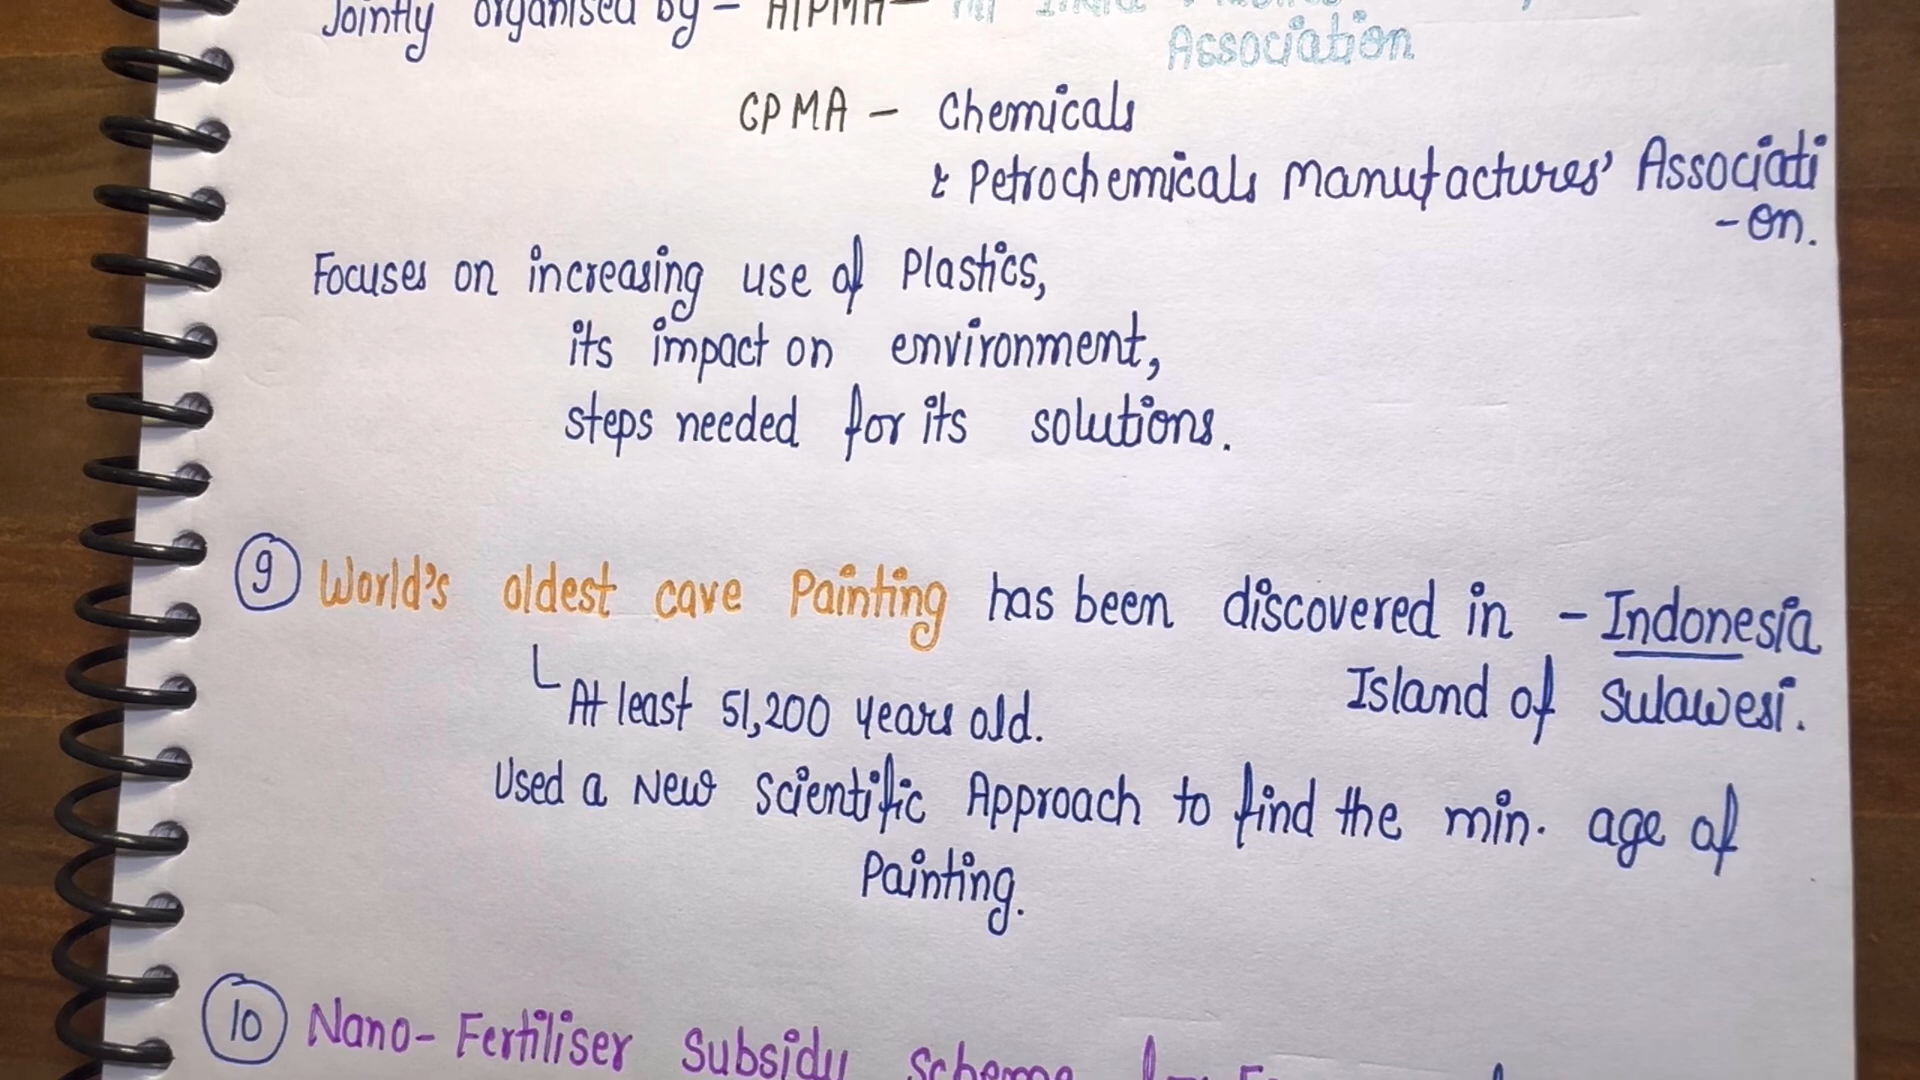 Jointly organised by - AIPMA -
Association
CPMA - Chemicals
& Petrochemicals Manufactures' Associati
-on.
Focuses on increasing use of Plastics,
its impact on environment,
steps needed for its solutions.
9 World's oldest cave Painting has been discovered in - Indonesia
Island of Sulawesi.
At least 51,200 years old.
Used a New Scientific Approach to find the min. age of
Painting.
10 Nano-Fertiliser Subsidy Scheme